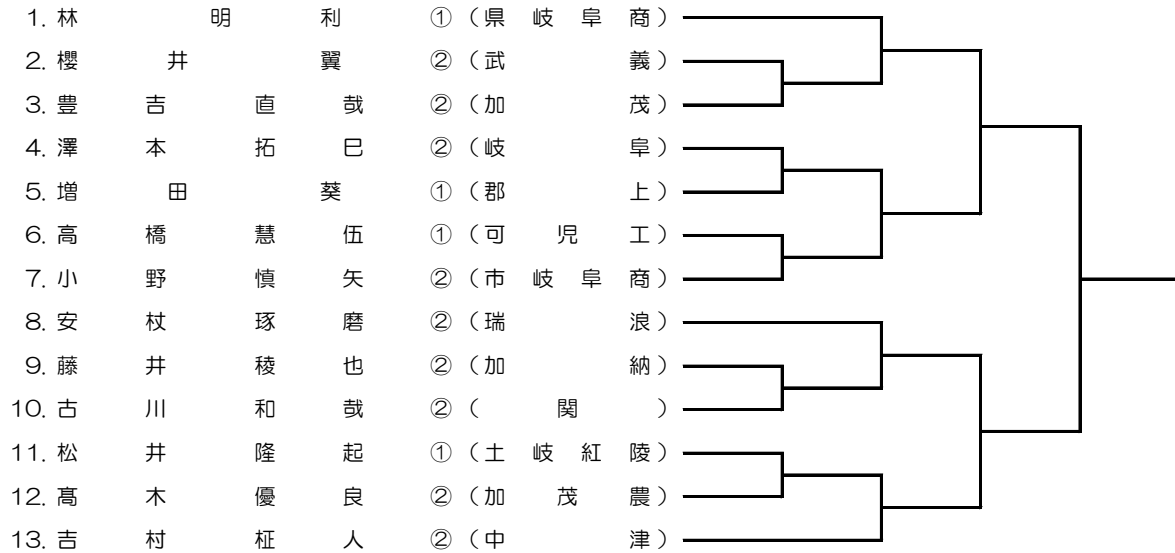 1. 林 明 利 ① (県 岐 阜 商)
2. 櫻 井 翼 ② (武 義)
3. 豊 吉 直 哉 ② (加 茂)
4. 澤 本 拓 巳 ② (岐 阜)
5. 増 田 葵 ① (郡 上)
6. 高 橋 慧 伍 ① (可 児 工)
7. 小 野 慎 矢 ② (市 岐 阜 商)
8. 安 杖 琢 磨 ② (瑞 浪)
9. 藤 井 稜 也 ② (加 納)
10. 古 川 和 哉 ② (関)
11. 松 井 隆 起 ① (土 岐 紅 陵)
12. 髙 木 優 良 ② (加 茂 農)
13. 吉 村 柾 人 ② (中 津)